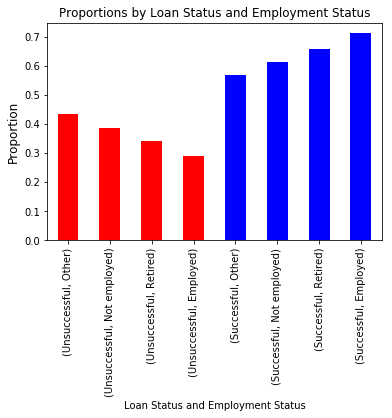 Proportions by Loan Status and Employment Status
Proportion
0.7
0.6
0.5
0.4
0.3
0.2
0.1
0.0
(Unsuccessful, Other)
(Unsuccessful, Not employed)
(Unsuccessful, Retired)
(Unsuccessful, Employed)
(Successful, Other)
(Successful, Not employed)
(Successful, Retired)
(Successful, Employed)
Loan Status and Employment Status